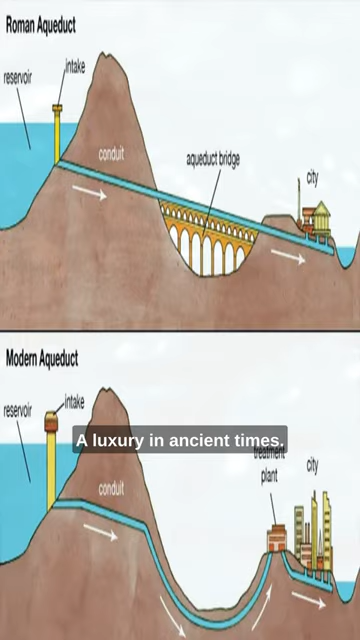 Roman Aqueduct
intake
reservoir
conduit
aqueduct bridge
city
Modern Aqueduct
intake
reservoir
A luxury in ancient times.
treatment
plant
city
conduit